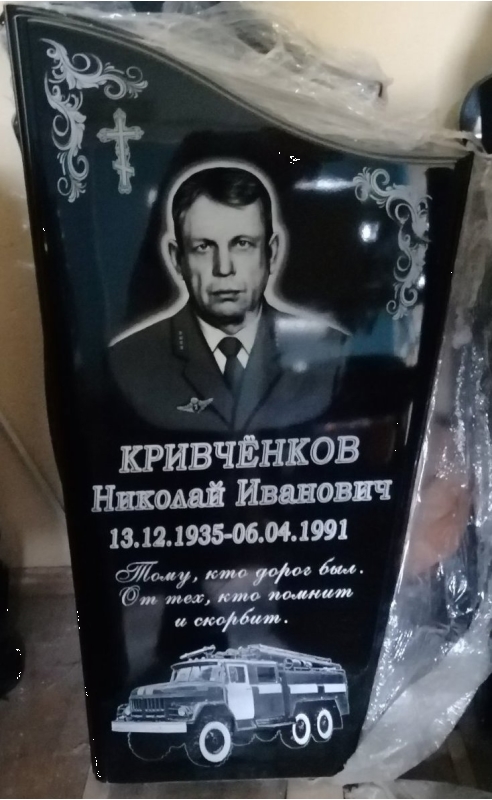 КРИВЧЁНКОВ
Николай Иванович
13.12.1935-06.04.1991
Тому, кто дорог был.
От тех, кто помнит
и скорбит.